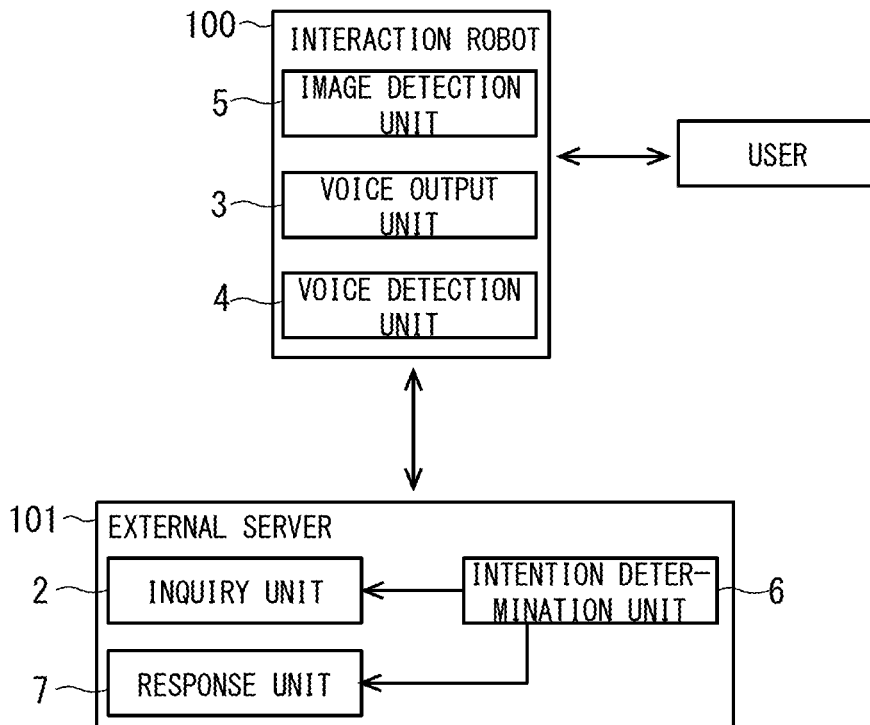 100
INTERACTION ROBOT
5
IMAGE DETECTION
UNIT
USER
3
VOICE OUTPUT
UNIT
4
VOICE DETECTION
UNIT
101
EXTERNAL SERVER
2
INQUIRY UNIT
INTENTION DETER-
MINATION UNIT
6
7
RESPONSE UNIT